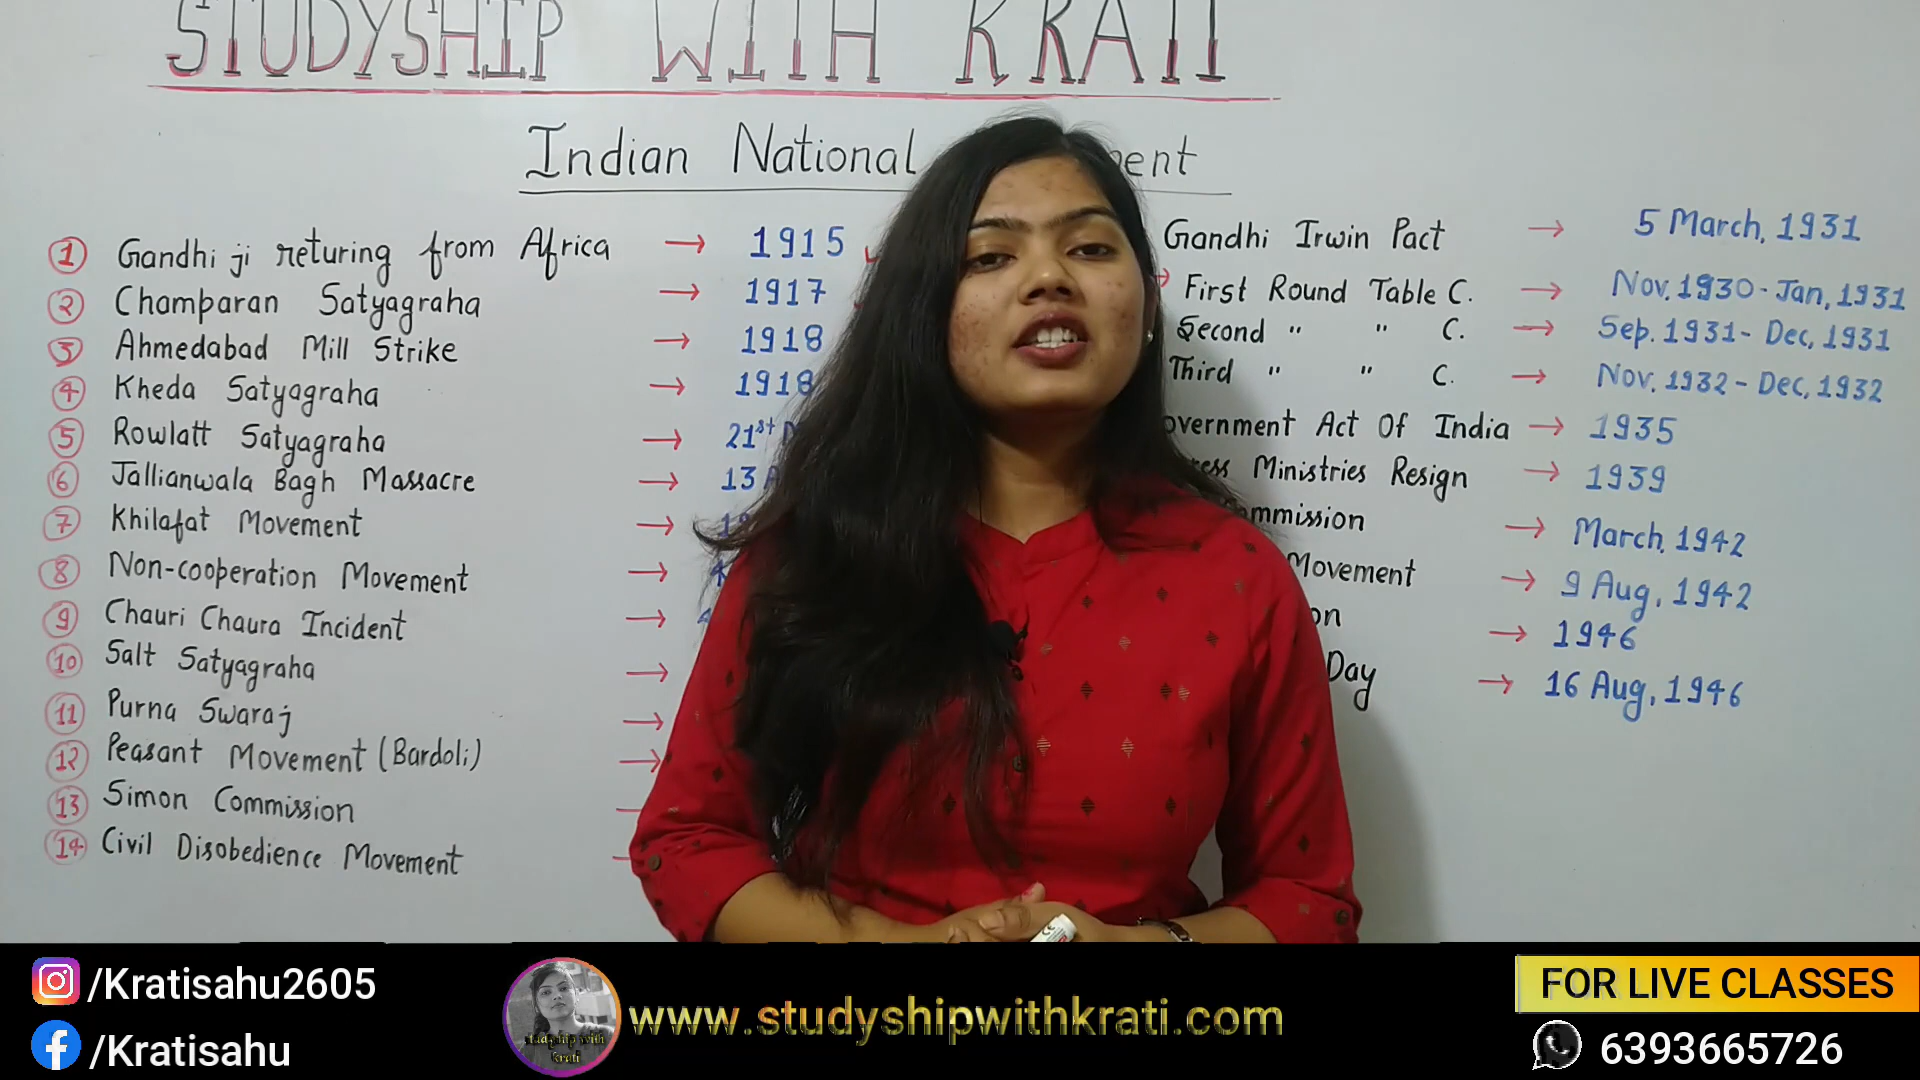 STUDYSHIP WITH KRATI
Indian National
1 Gandhi ji returing from Africa → 1915
2 Champaran Satyagraha → 1917
3 Ahmedabad Mill Strike → 1918
4 Kheda Satyagraha → 1918
5 Rowlatt Satyagraha → 21st
6 Jallianwala Bagh Massacre → 13
7 Khilafat Movement →
8 Non-cooperation Movement →
9 Chauri Chaura Incident →
10 Salt Satyagraha →
11 Purna Swaraj →
12 Peasant Movement (Bardoli) →
13 Simon Commission
14 Civil Disobedience Movement
Gandhi Irwin Pact → 5 March, 1931
First Round Table C. → Nov. 1930 - Jan, 1931
Second " " C. → Sep. 1931 - Dec, 1931
Third " " C. → Nov. 1932 - Dec, 1932
overnment Act Of India → 1935
ess Ministries Resign → 1939
mmission → March, 1942
Movement → 9 Aug, 1942
on → 1946
Day → 16 Aug, 1946
/Kratisahu2605
/Kratisahu
studyship with krati
www.studyshipwithkrati.com
FOR LIVE CLASSES
6393665726